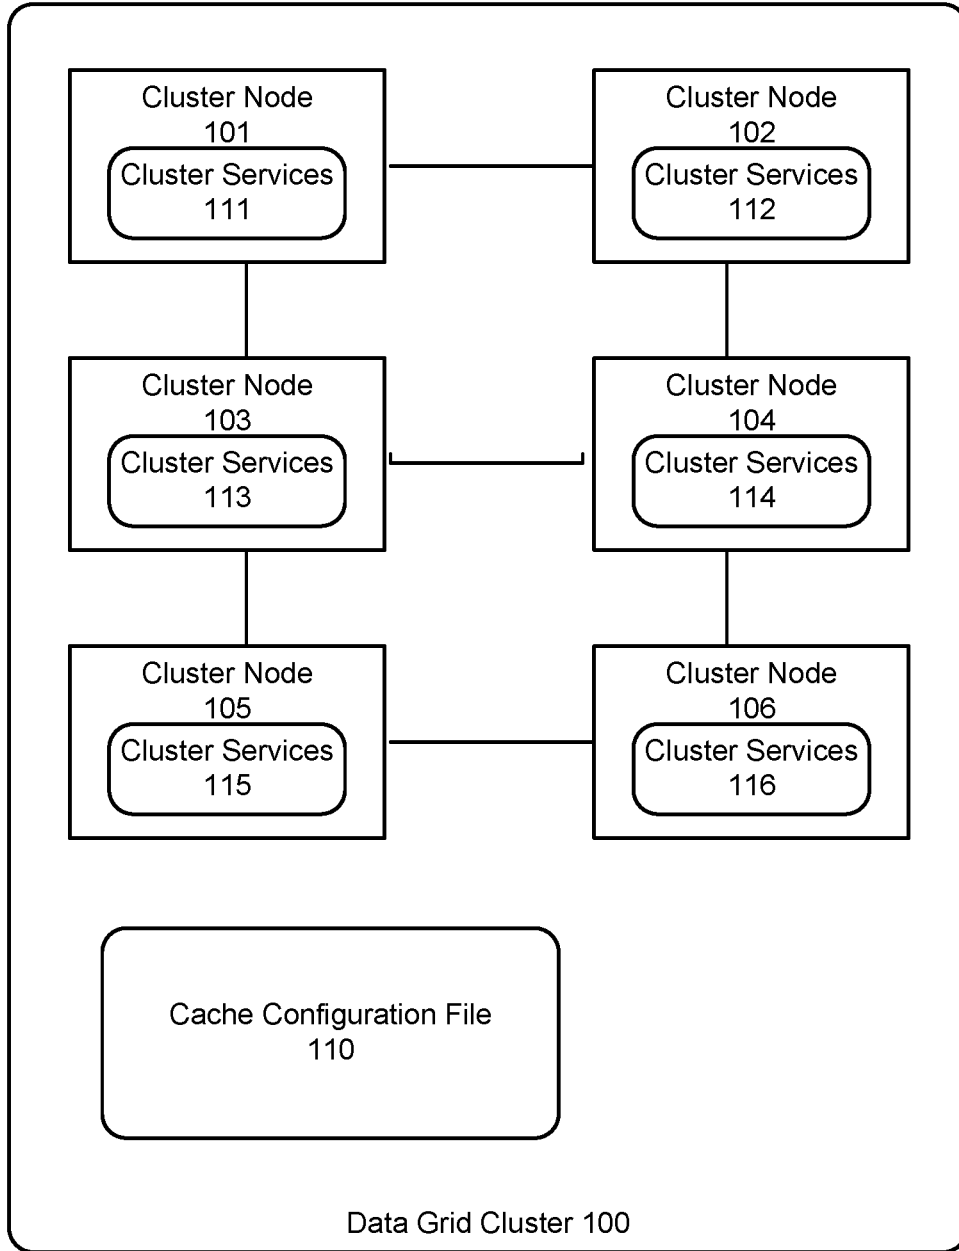 Cluster Node
101
Cluster Services
111
Cluster Node
102
Cluster Services
112
Cluster Node
103
Cluster Services
113
Cluster Node
104
Cluster Services
114
Cluster Node
105
Cluster Services
115
Cluster Node
106
Cluster Services
116
Cache Configuration File
110
Data Grid Cluster 100